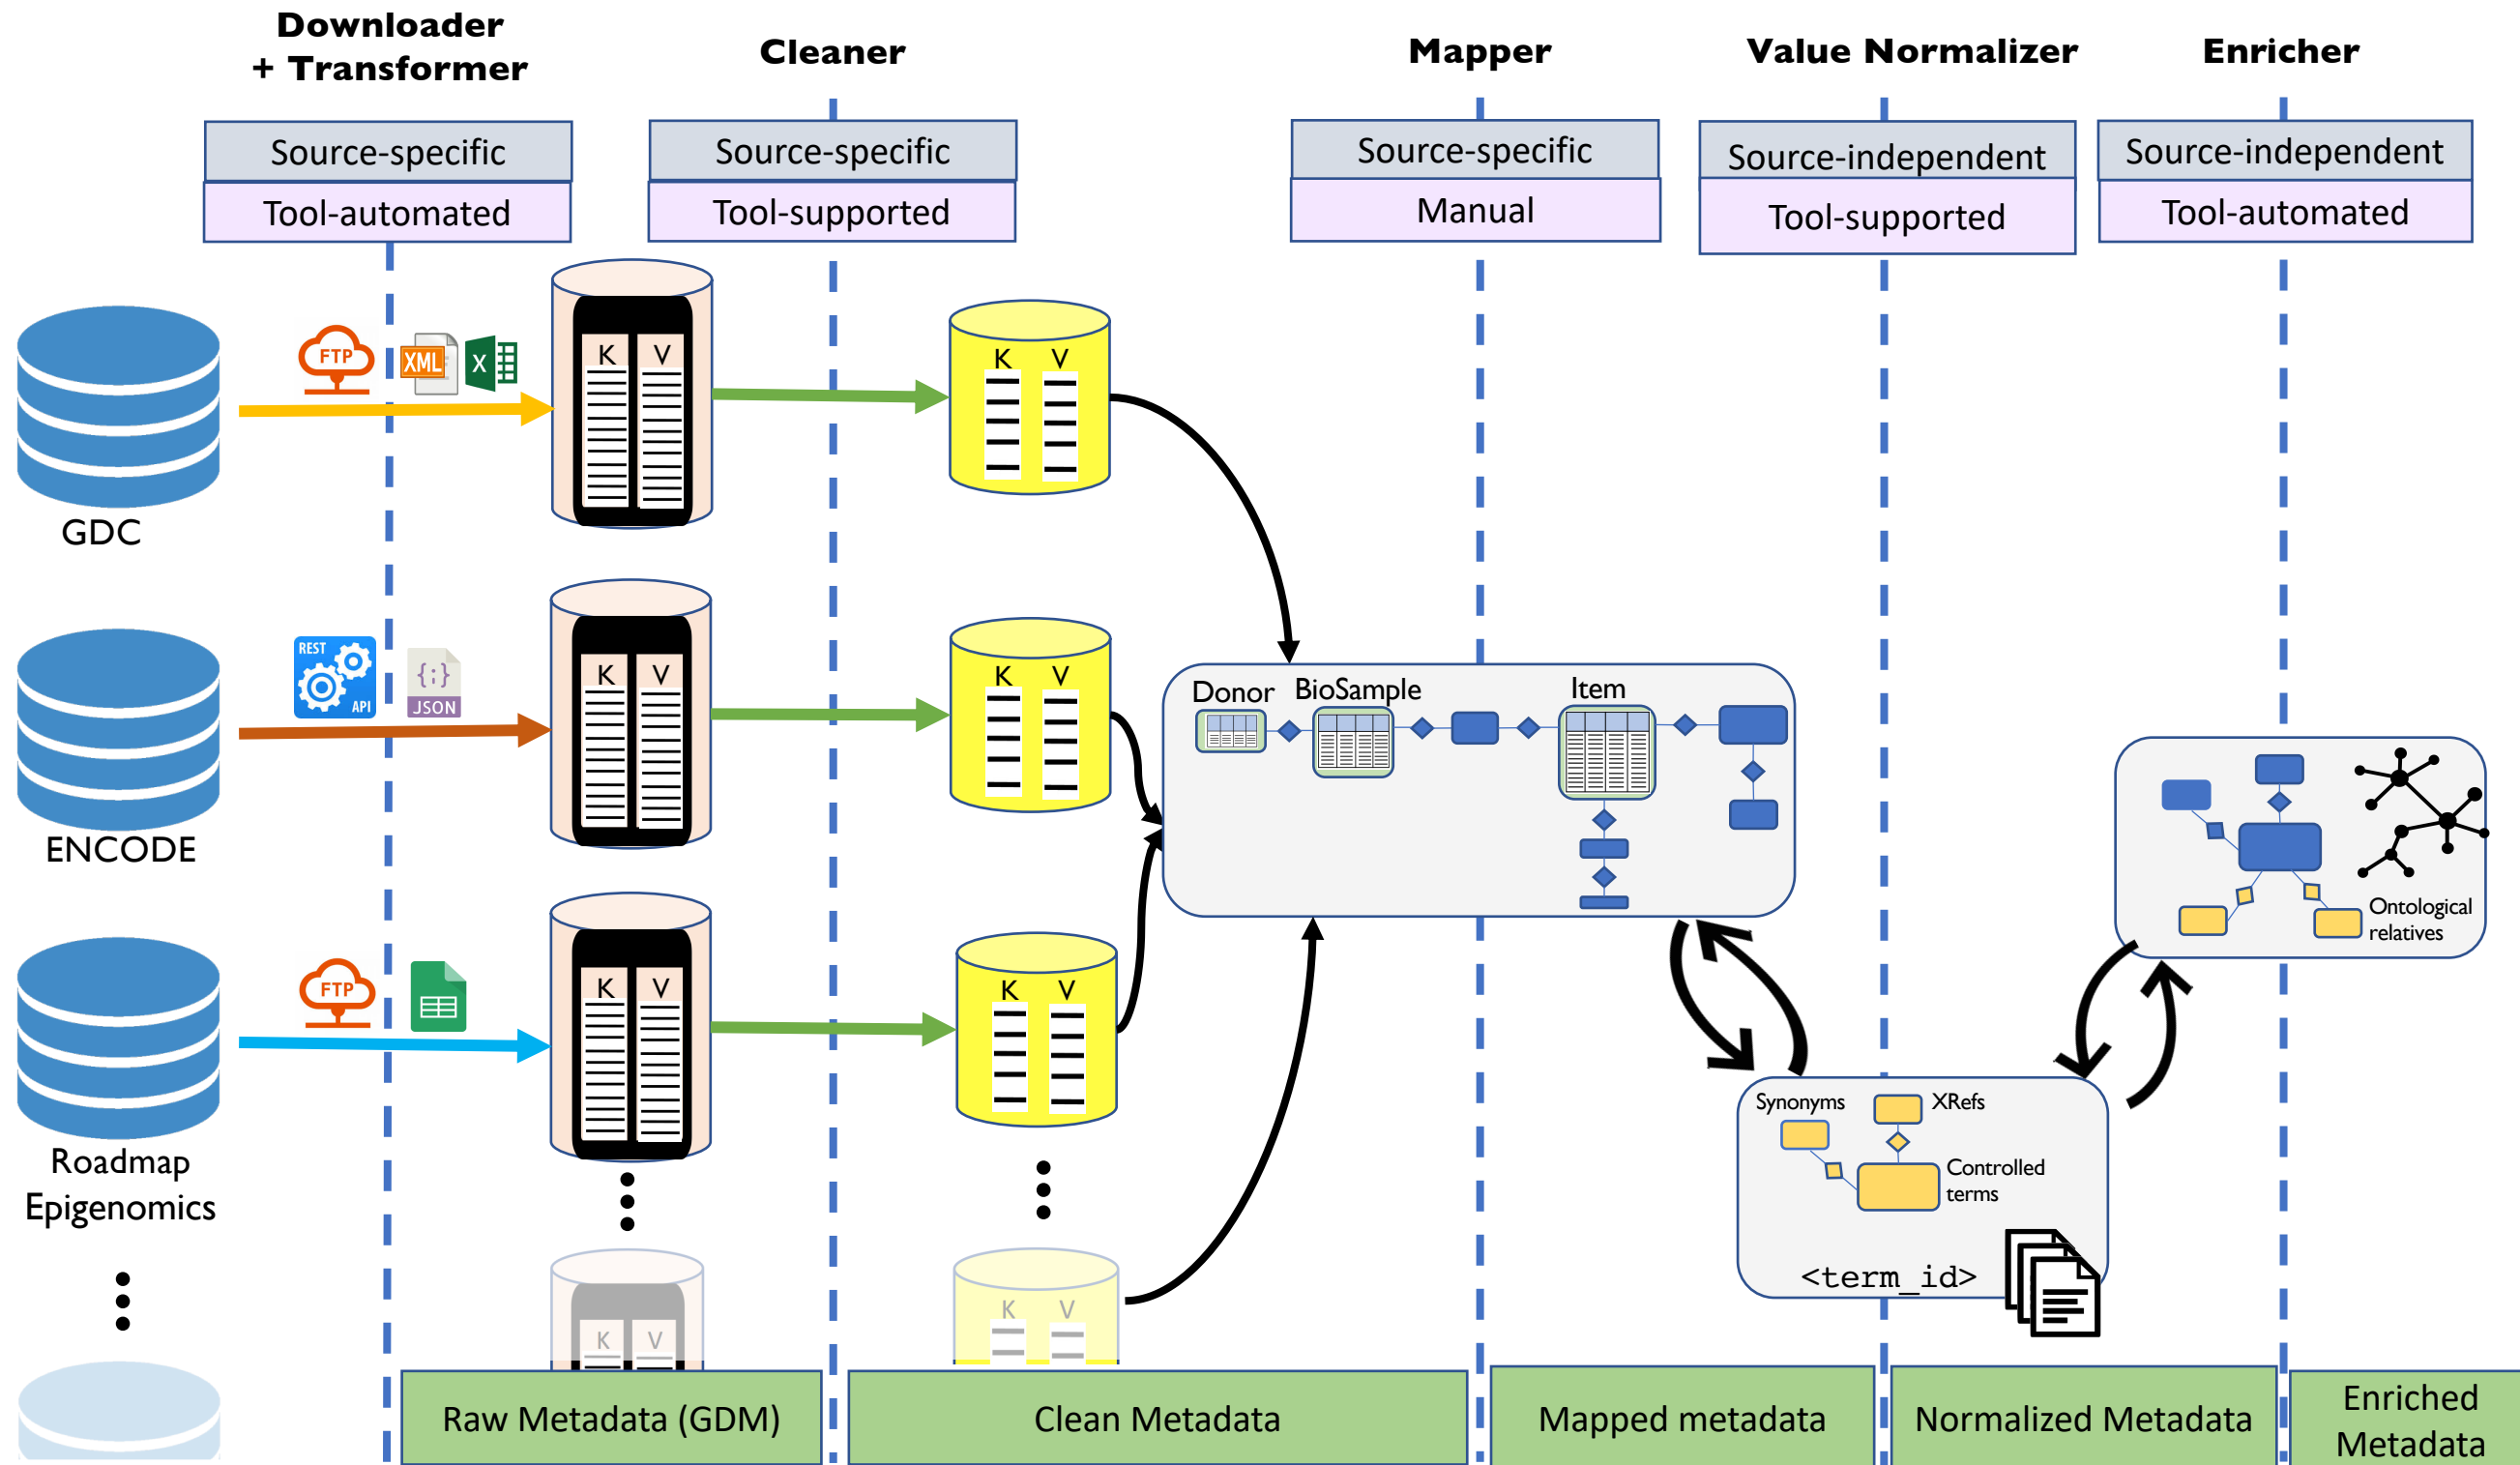 Downloader
+ Transformer
Cleaner
Mapper
Value Normalizer
Enricher
Source-specific
Tool-automated
Source-specific
Tool-supported
Source-specific
Manual
Source-independent
Tool-supported
Source-independent
Tool-automated
FTP
XML
X
K V
K V
GDC
REST
API
{;}
JSON
K V
K V
ENCODE
Donor
BioSample
Item
Ontological
relatives
FTP
K V
K V
Roadmap
Epigenomics
Synonyms
XRefs
Controlled
terms
<term_id>
K V
K V
Raw Metadata (GDM)
Clean Metadata
Mapped metadata
Normalized Metadata
Enriched
Metadata